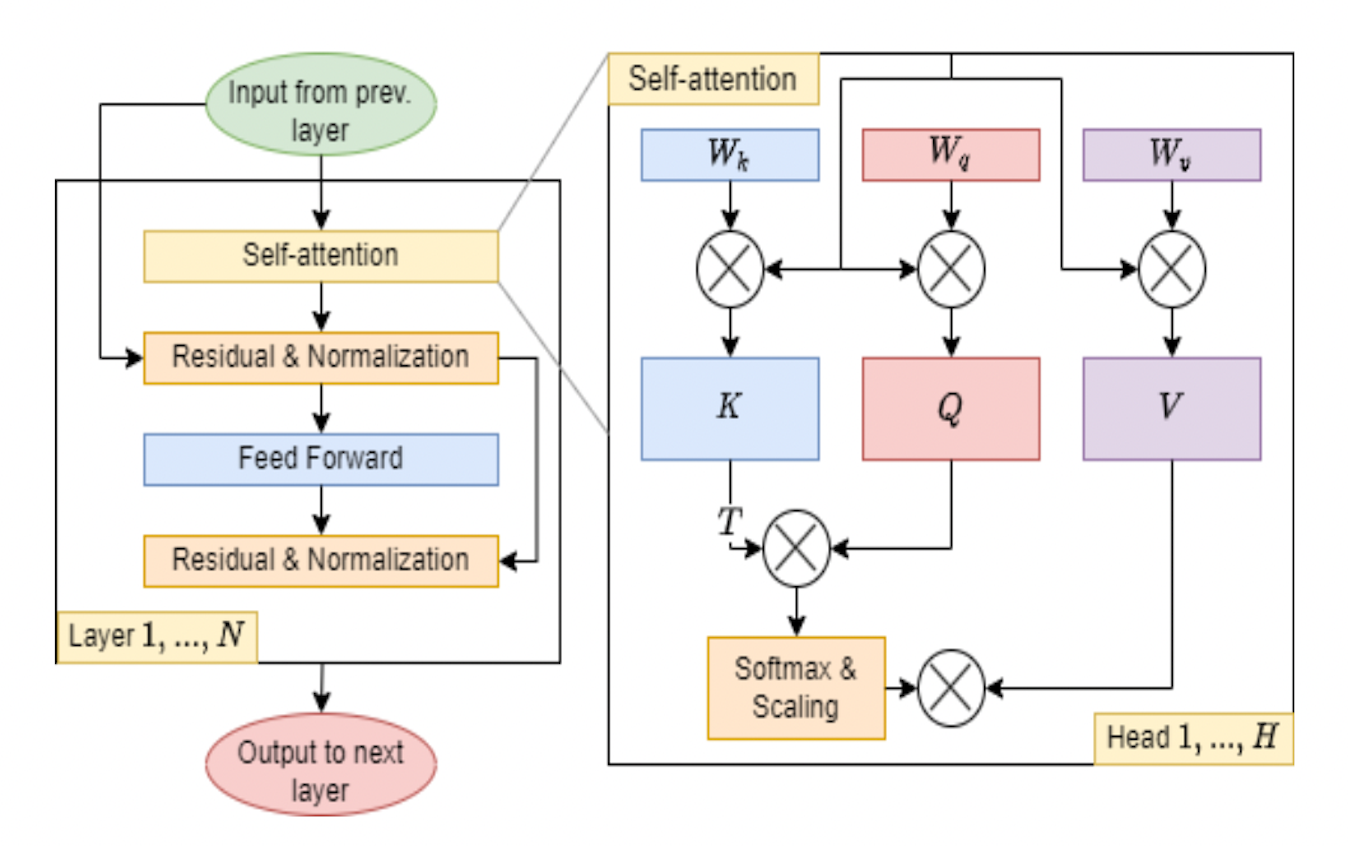 Input from prev.
layer
Self-attention
Residual & Normalization
Feed Forward
Residual & Normalization
Layer 1, ..., N
Output to next
layer
Self-attention
W_k
W_q
W_v
K
Q
V
T
Softmax &
Scaling
Head 1, ..., H